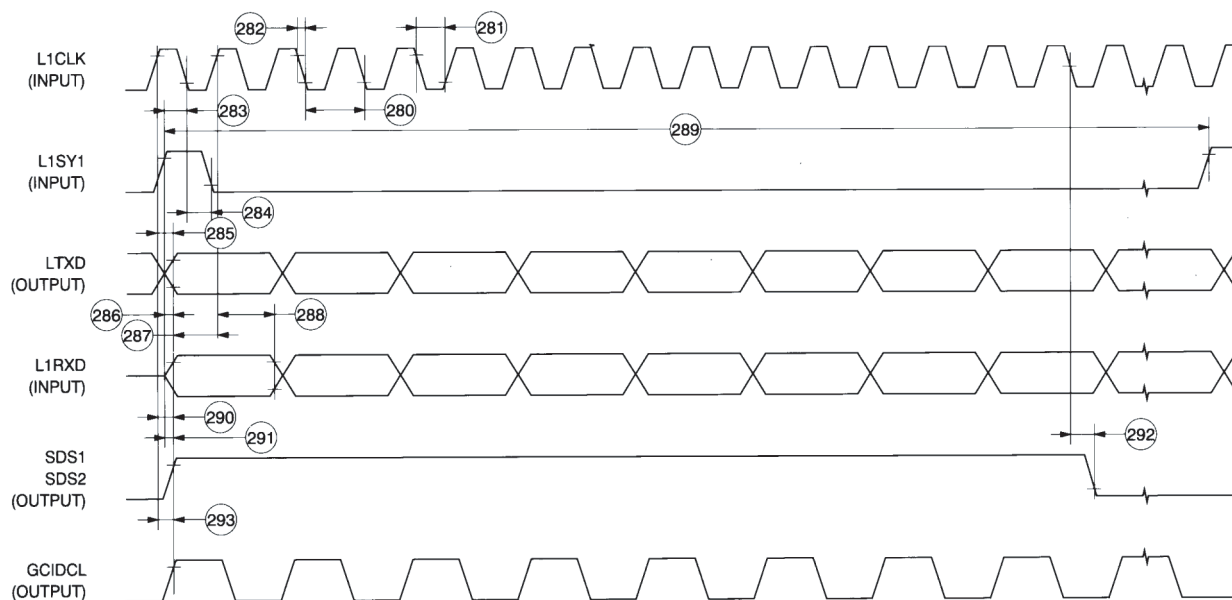 282
281
L1CLK
(INPUT)
283
280
289
L1SY1
(INPUT)
284
285
LTXD
(OUTPUT)
286
288
287
L1RXD
(INPUT)
290
291
292
SDS1
SDS2
(OUTPUT)
293
GCIDCL
(OUTPUT)